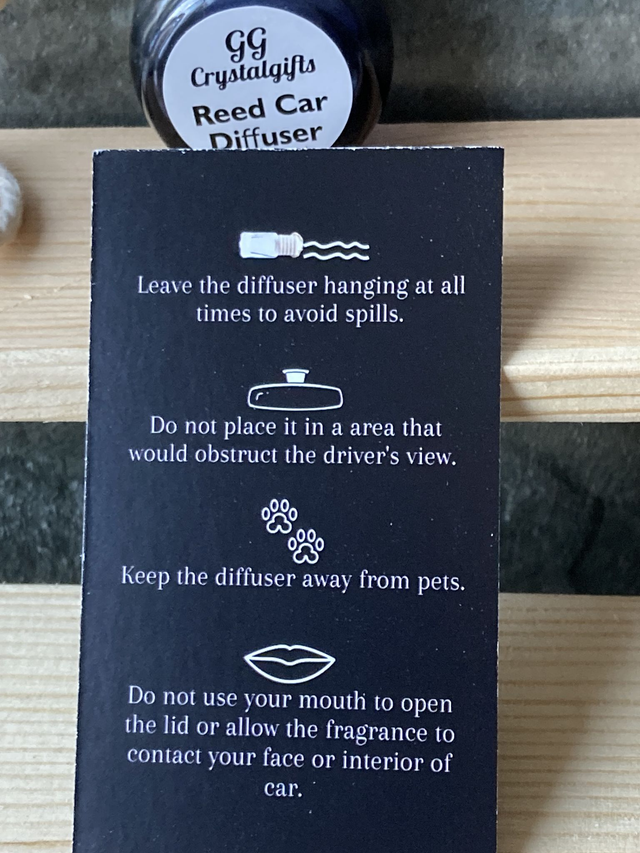 GG
Crystalgifts
Reed Car
Diffuser
Leave the diffuser hanging at all
times to avoid spills.
Do not place it in a area that
would obstruct the driver's view.
Keep the diffuser away from pets.
Do not use your mouth to open
the lid or allow the fragrance to
contact your face or interior of
car.